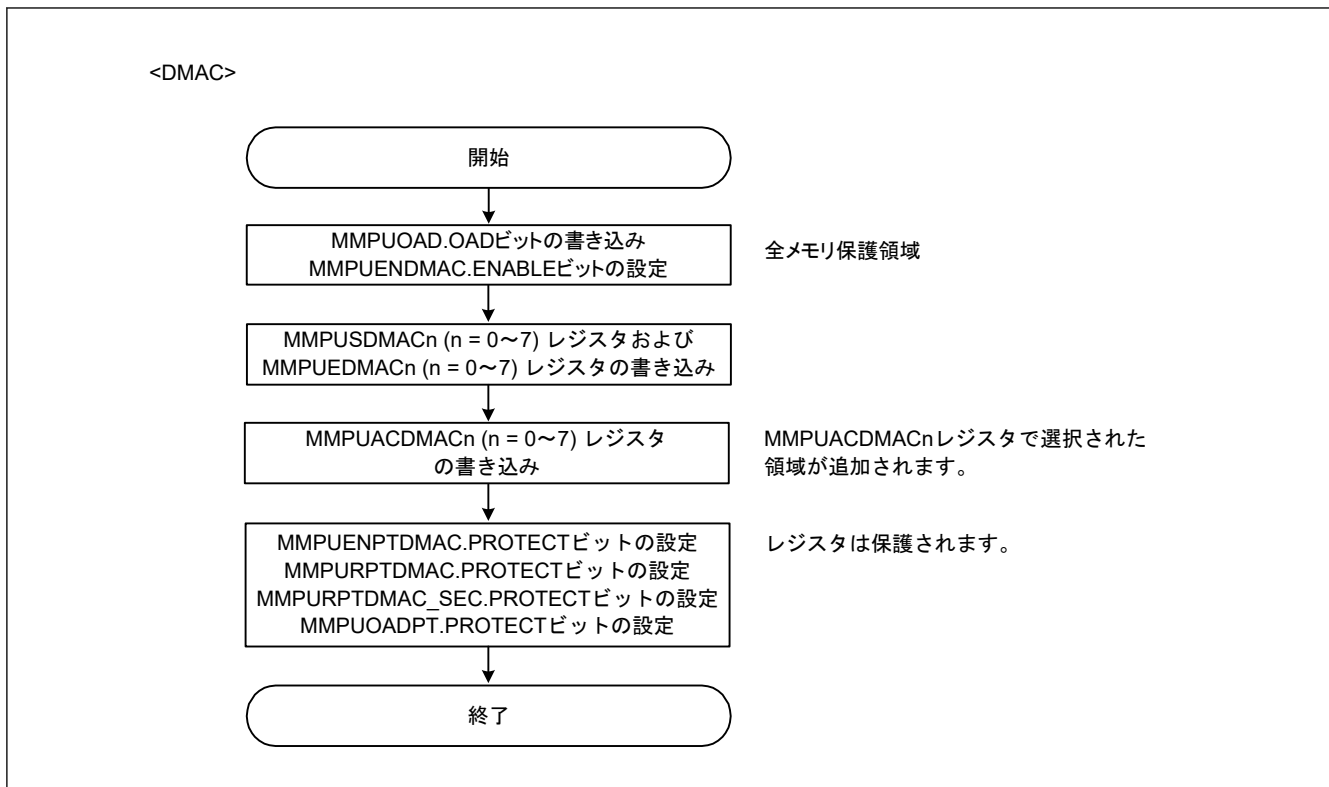 <DMAC>
開始
MMPUOAD.OADビットの書き込み
MMPUENDMAC.ENABLEビットの設定
全メモリ保護領域
MMPUSDMACn (n = 0～7) レジスタおよび
MMPUEDMACn (n = 0～7) レジスタの書き込み
MMPUACDMACn (n = 0～7) レジスタ
の書き込み
MMPUACDMACnレジスタで選択された
領域が追加されます。
MMPUENPTDMAC.PROTECTビットの設定
MMPURPTDMAC.PROTECTビットの設定
MMPURPTDMAC_SEC.PROTECTビットの設定
MMPUOADPT.PROTECTビットの設定
レジスタは保護されます。
終了